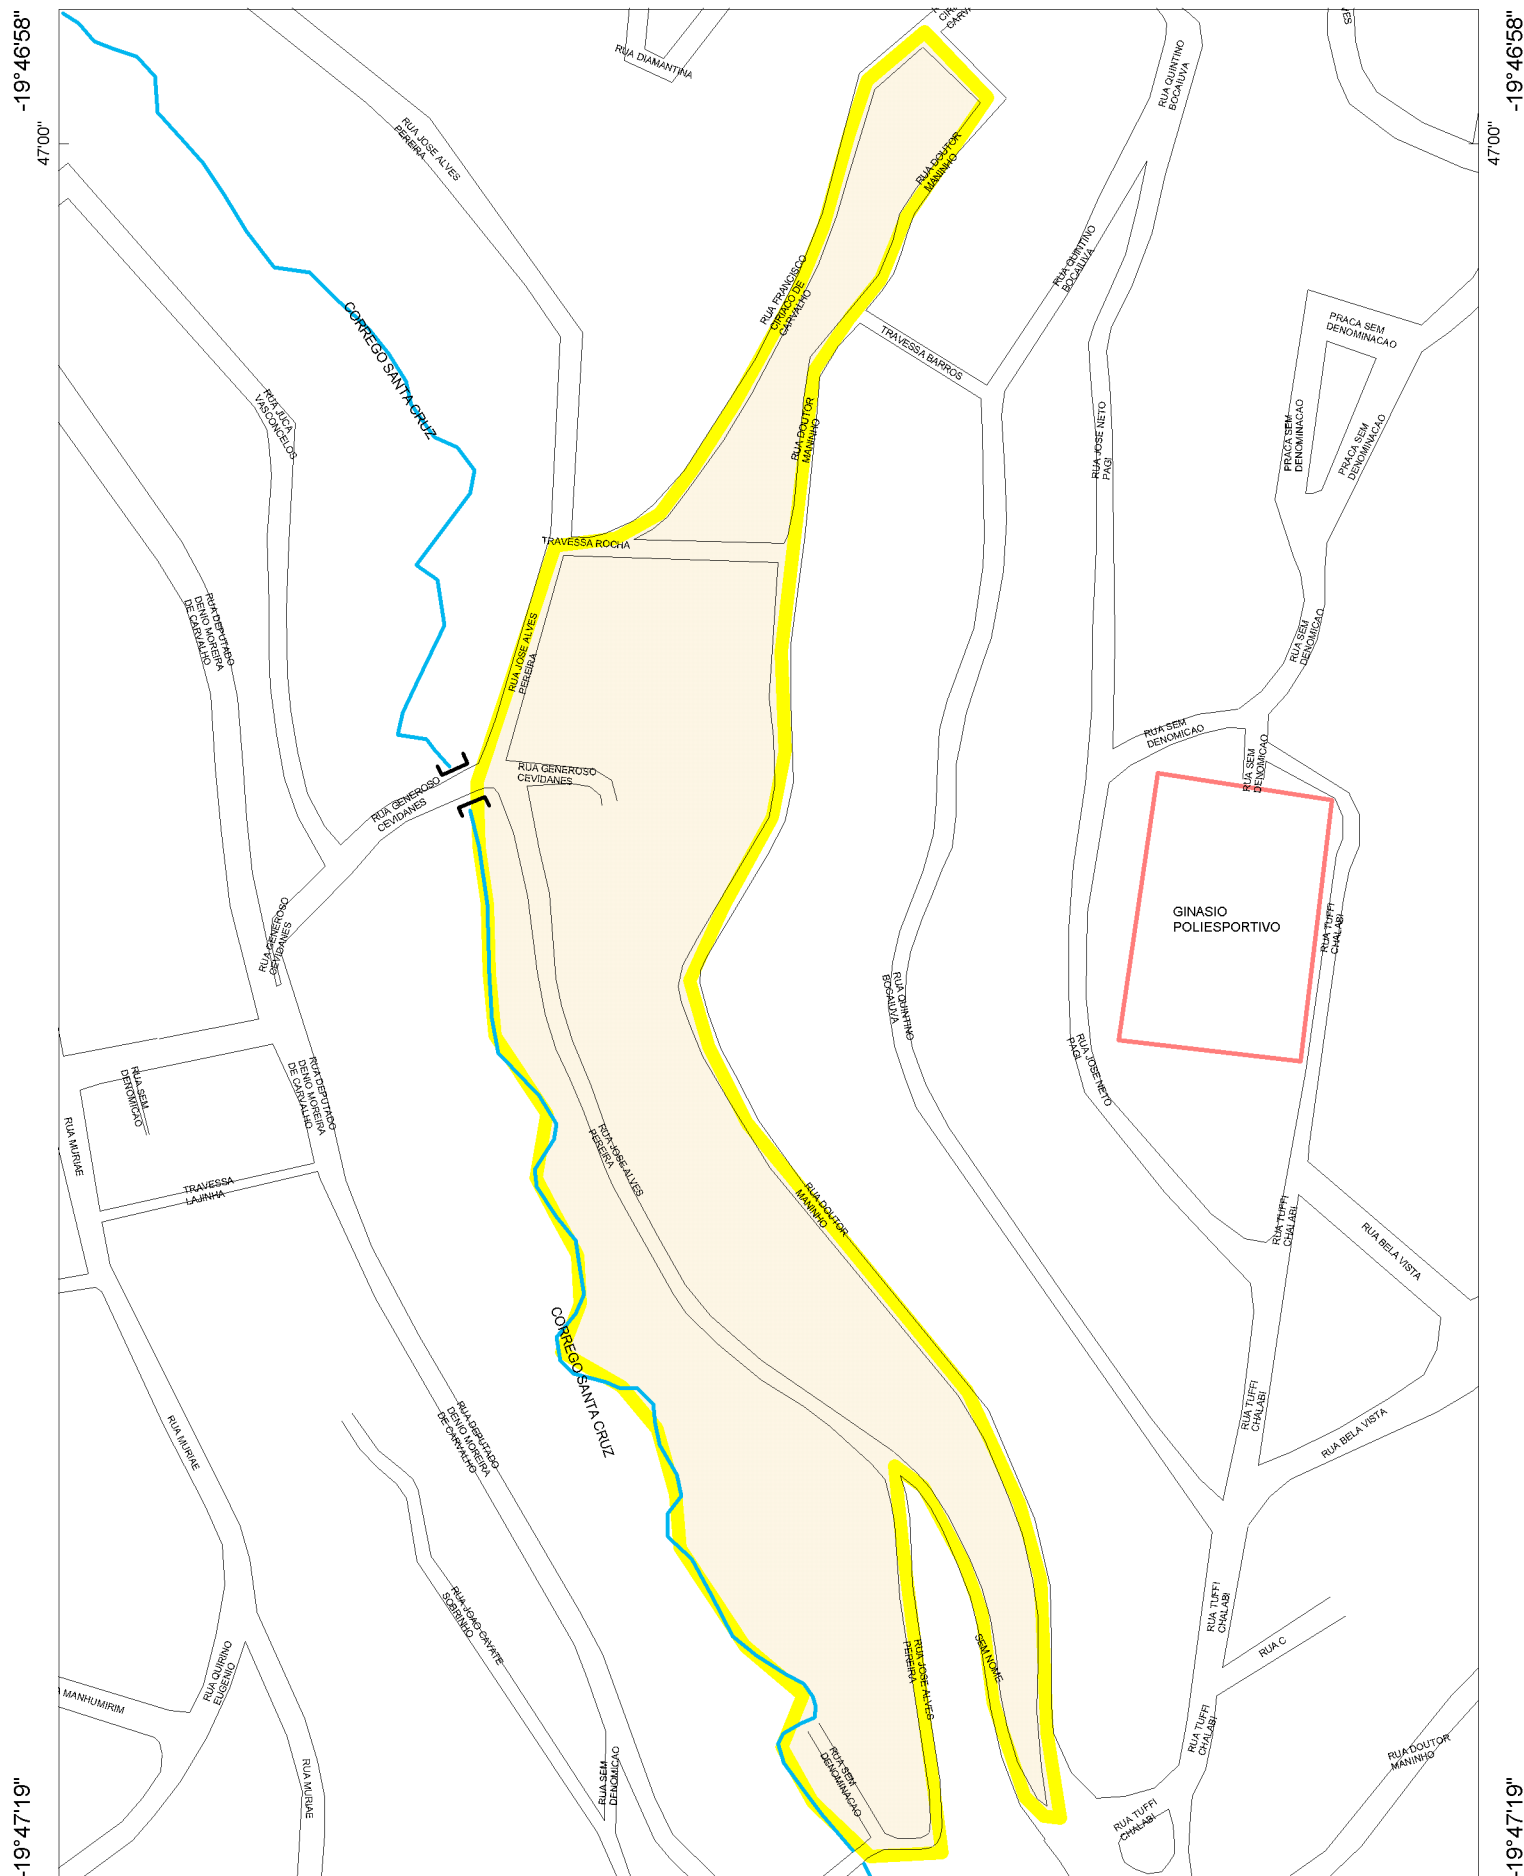 -19°46'58"
-19°46'58"
47'00"
47'00"
RUA DIAMANTINA
RUA QUINTINO
BOCAIUVA
RUA JOSE ALVES
PEREIRA
RUA DOUTOR
MANINHO
RUA QUINTINO
BOCAIUVA
RUA FRANCISCO
CIRIACO DE
CARVALHO
CORREGO SANTA CRUZ
TRAVESSA BARROS
PRACA SEM
DENOMINACAO
PRACA SEM
DENOMINACAO
PRACA SEM
DENOMINACAO
RUA JUCA
VASCONCELOS
RUA DOUTOR
MANINHO
RUA JOSE NETO
PAGI
TRAVESSA ROCHA
RUA DEPUTADO
DENIO MOREIRA
DE CARVALHO
RUA JOSE ALVES
PEREIRA
RUA SEM
DENOMICAO
RUA SEM
DENOMICAO
RUA SEM
DENOMICAO
RUA GENEROSO
CEVIDANES
RUA GENEROSO
CEVIDANES
RUA GENEROSO
CEVIDANES
GINASIO
POLIESPORTIVO
RUA TUFFI
CHALABI
RUA QUINTINO
BOCAIUVA
RUA JOSE NETO
PAGI
RUA SEM
DENOMICAO
RUA DEPUTADO
DENIO MOREIRA
DE CARVALHO
RUA MURIAE
TRAVESSA
LAJINHA
RUA JOSE ALVES
PEREIRA
RUA DOUTOR
MANINHO
RUA TUFFI
CHALABI
RUA BELA VISTA
CORREGO SANTA CRUZ
RUA TUFFI
CHALABI
RUA BELA VISTA
RUA MURIAE
RUA DEPUTADO
DENIO MOREIRA
DE CARVALHO
RUA JOAO CAVATE
SOBRINHO
RUA TUFFI
CHALABI
RUA C
RUA QUIRINO
EUGENIO
MANHUMIRIM
RUA JOSE ALVES
PEREIRA
SEM NOME
RUA TUFFI
CHALABI
RUA DOUTOR
MANINHO
RUA MURIAE
RUA SEM
DENOMICAO
RUA SEM
DENOMINACAO
RUA TUFFI
CHALABI
-19°47'19"
-19°47'19"